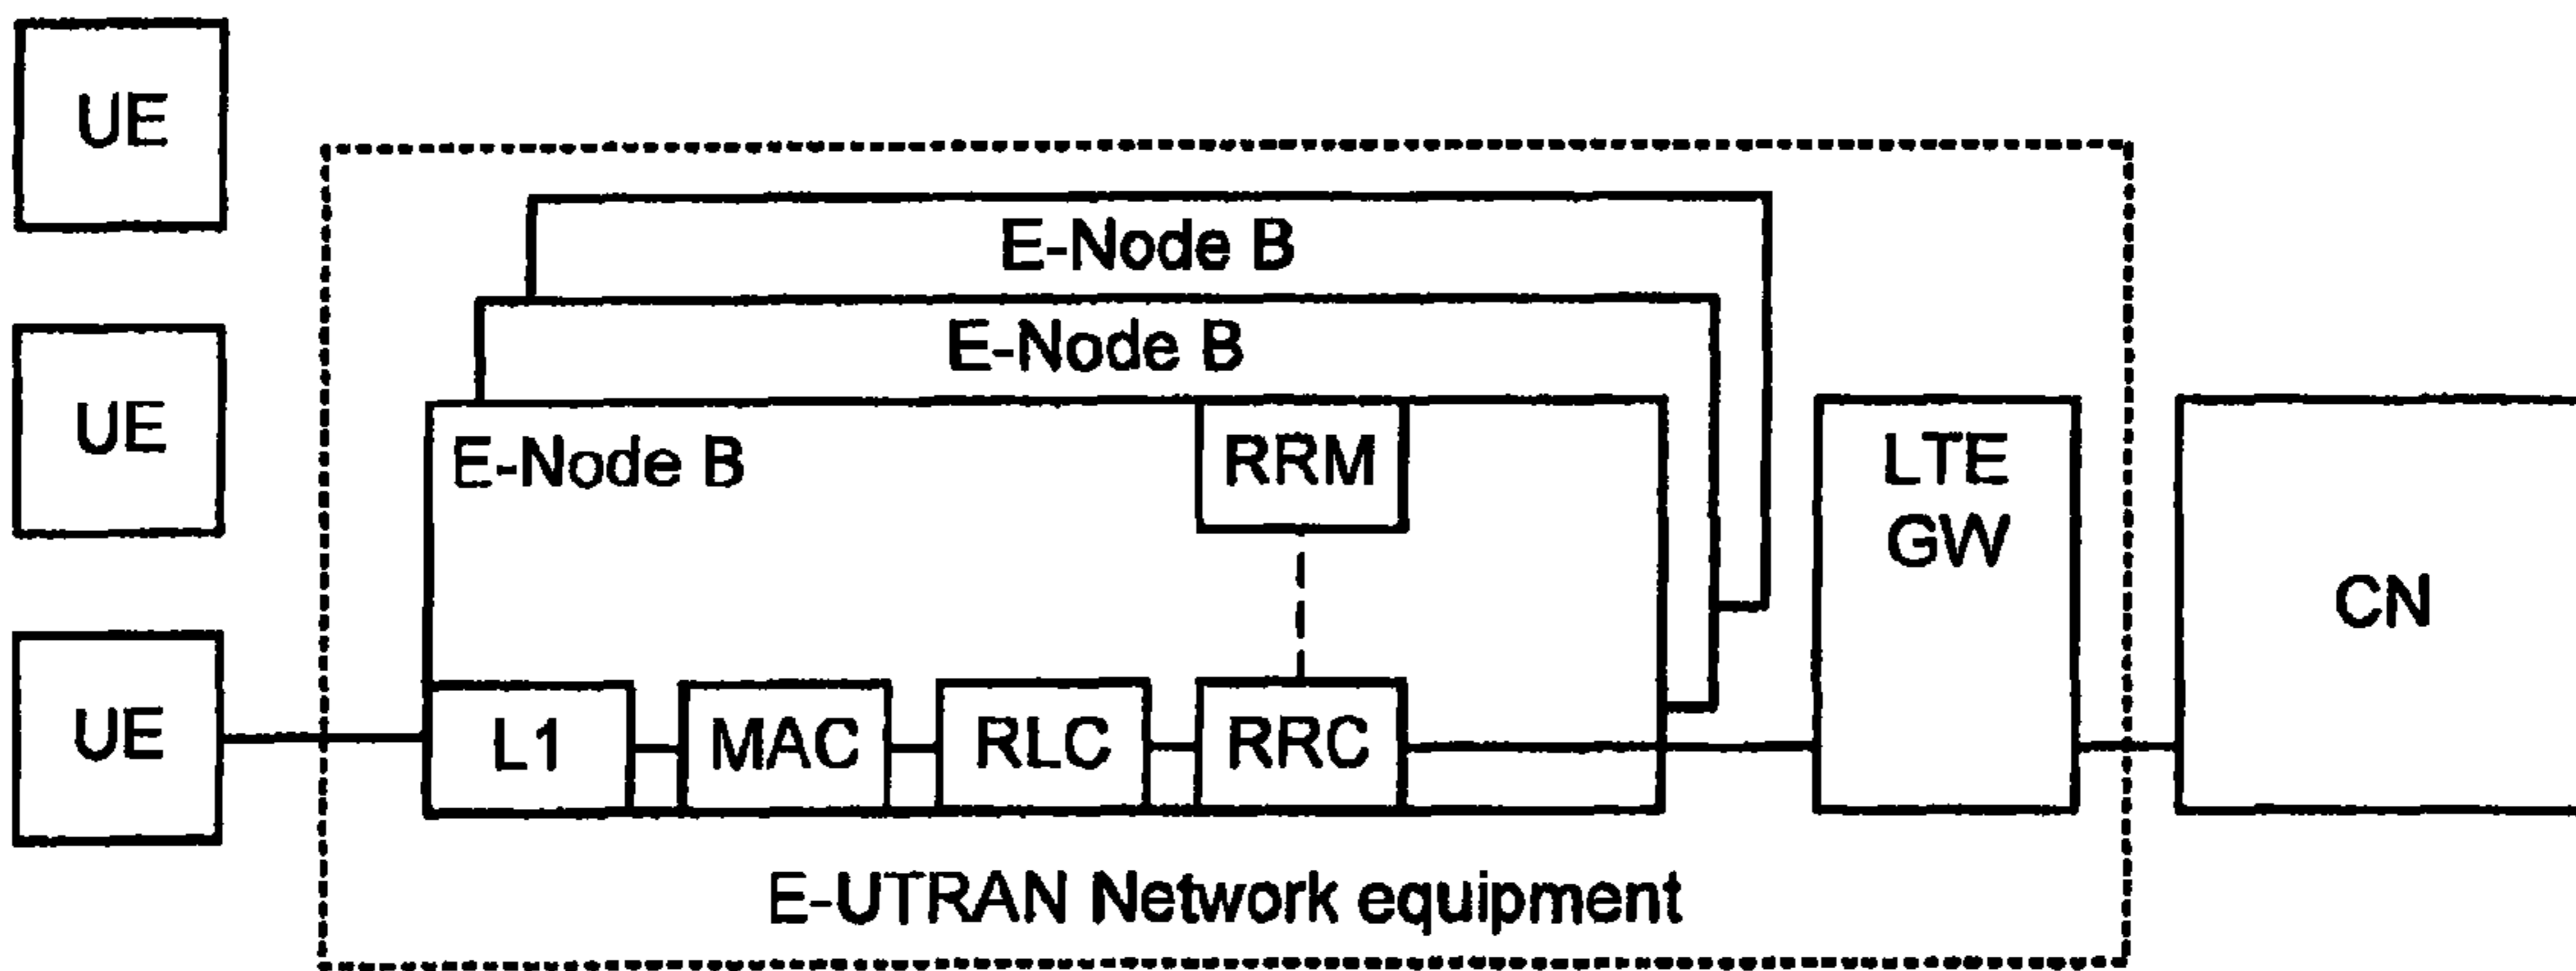 UE
UE
UE
E-Node B
E-Node B
E-Node B
RRM
L1
MAC
RLC
RRC
LTE
GW
CN
E-UTRAN Network equipment